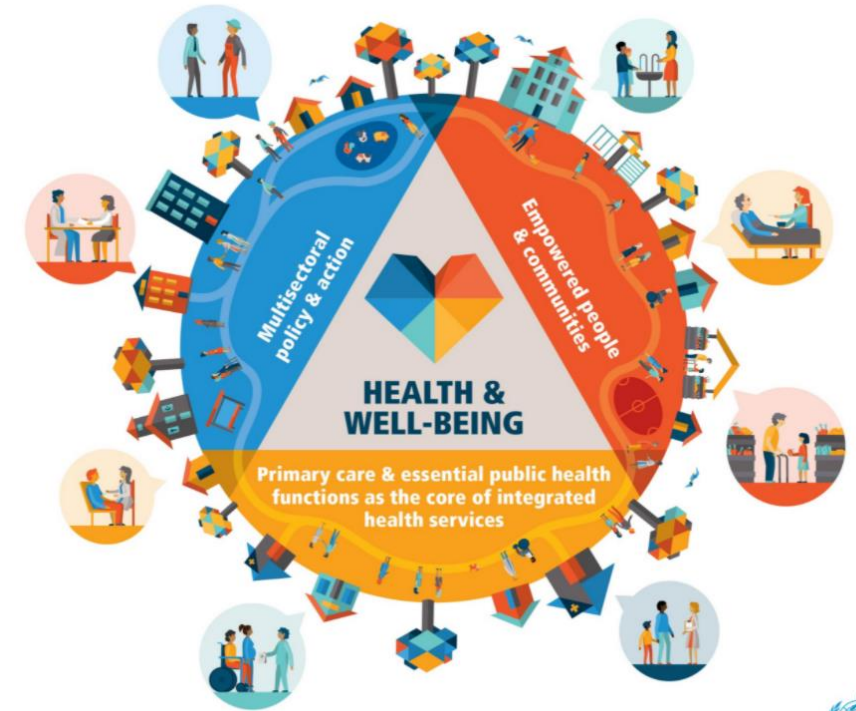 Multisectoral
policy & action
Empowered people
& communities
HEALTH &
WELL-BEING
Primary care & essential public health
functions as the core of integrated
health services